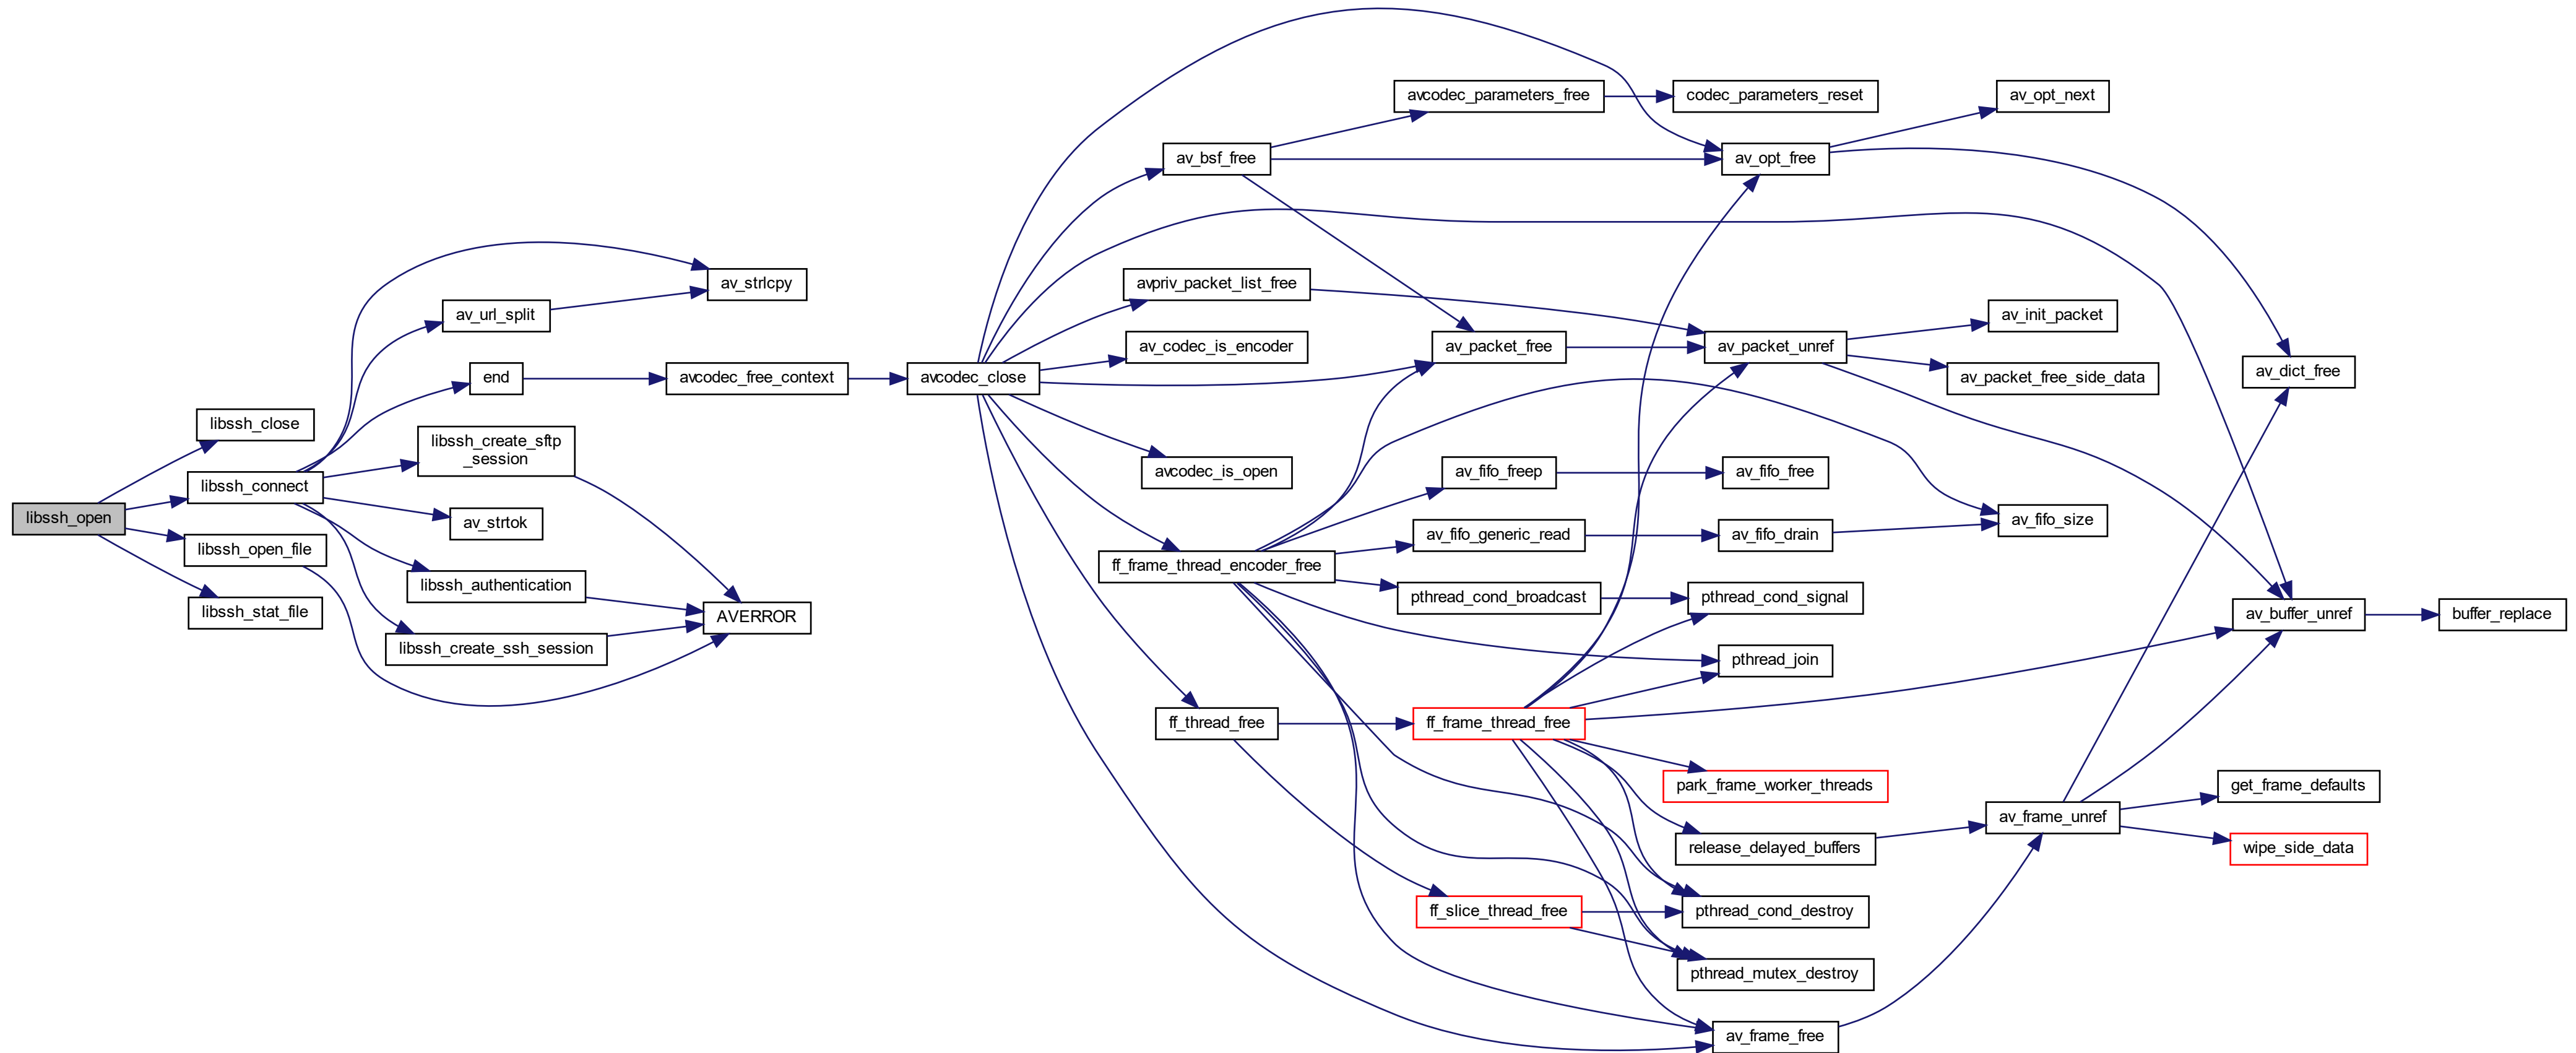 libssh_open
libssh_close
libssh_connect
libssh_open_file
libssh_stat_file
av_strlcpy
av_url_split
end
libssh_create_sftp
_session
av_strtok
libssh_authentication
libssh_create_ssh_session
AVERROR
avcodec_free_context
avcodec_close
av_bsf_free
avpriv_packet_list_free
av_codec_is_encoder
avcodec_is_open
ff_frame_thread_encoder_free
ff_thread_free
avcodec_parameters_free
av_packet_free
av_fifo_freep
av_fifo_generic_read
pthread_cond_broadcast
ff_frame_thread_free
ff_slice_thread_free
codec_parameters_reset
av_opt_free
av_packet_unref
av_fifo_free
av_fifo_drain
pthread_cond_signal
pthread_join
park_frame_worker_threads
release_delayed_buffers
pthread_cond_destroy
pthread_mutex_destroy
av_frame_free
av_opt_next
av_init_packet
av_packet_free_side_data
av_fifo_size
av_frame_unref
av_dict_free
av_buffer_unref
get_frame_defaults
wipe_side_data
buffer_replace